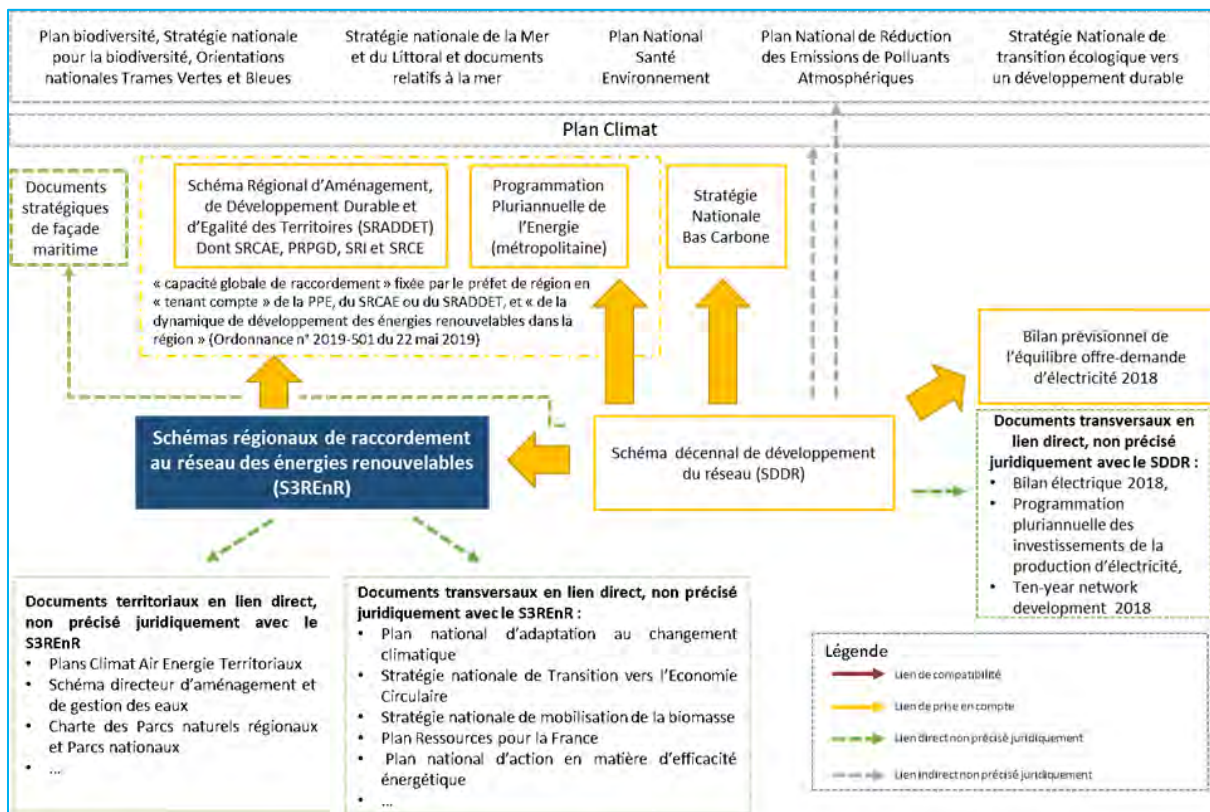 Plan biodiversité, Stratégie nationale
pour la biodiversité, Orientations
nationales Trames Vertes et Bleues
Stratégie nationale de la Mer
et du Littoral et documents
relatifs à la mer
Plan National
Santé
Environnement
Plan National de Réduction
des Emissions de Polluants
Atmosphériques
Stratégie Nationale de
transition écologique vers
un développement durable
Plan Climat
Documents
stratégiques
de façade
maritime
Schéma Régional d'Aménagement,
de Développement Durable et
d'Egalité des Territoires (SRADDET)
Dont SRCAE, PRPGD, SRI et SRCE
Programmation
Pluriannuelle de
l'Energie
(métropolitaine)
Stratégie
Nationale
Bas Carbone
« capacité globale de raccordement » fixée par le préfet de région en
« tenant compte » de la PPE, du SRCAE ou du SRADDET, et « de la
dynamique de développement des énergies renouvelables dans la
région » (Ordonnance n° 2019-501 du 22 mai 2019)
Bilan prévisionnel de
l'équilibre offre-demande
d'électricité 2018
Schémas régionaux de raccordement
au réseau des énergies renouvelables
(S3REnR)
Schéma décennal de développement
du réseau (SDDR)
Documents transversaux en
lien direct, non précisé
juridiquement avec le SDDR :
• Bilan électrique 2018,
• Programmation
pluriannuelle des
investissements de la
production d'électricité,
• Ten-year network
development 2018
Documents territoriaux en lien direct,
non précisé juridiquement avec le
S3REnR
• Plans Climat Air Energie Territoriaux
• Schéma directeur d'aménagement et
de gestion des eaux
• Charte des Parcs naturels régionaux
et Parcs nationaux
• ...
Documents transversaux en lien direct, non précisé
juridiquement avec le S3REnR :
• Plan national d'adaptation au changement
climatique
• Stratégie nationale de Transition vers l'Economie
Circulaire
• Stratégie nationale de mobilisation de la biomasse
• Plan Ressources pour la France
• Plan national d'action en matière d'efficacité
énergétique
• ...
Légende
Lien de compatibilité
Lien de prise en compte
Lien direct non précisé juridiquement
Lien indirect non précisé juridiquement